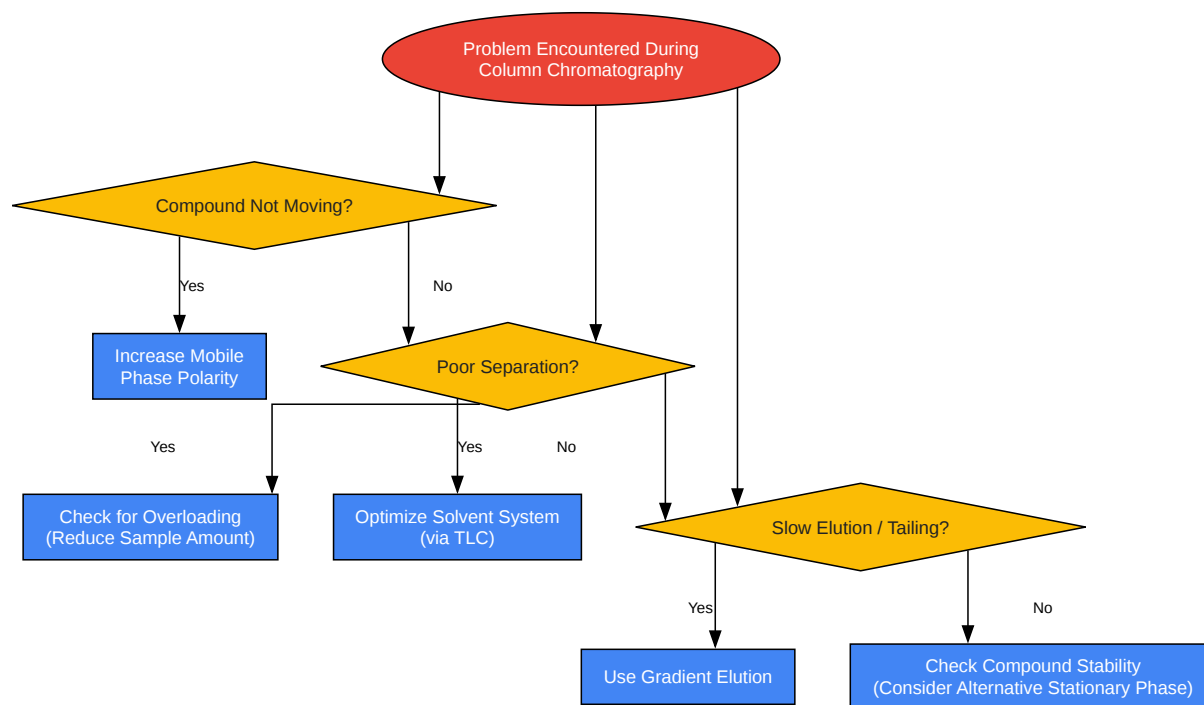 Problem Encountered During
Column Chromatography
Compound Not Moving?
Yes
No
Increase Mobile
Phase Polarity
Poor Separation?
Yes
Yes
No
Check for Overloading
(Reduce Sample Amount)
Optimize Solvent System
(via TLC)
Slow Elution / Tailing?
Yes
No
Use Gradient Elution
Check Compound Stability
(Consider Alternative Stationary Phase)